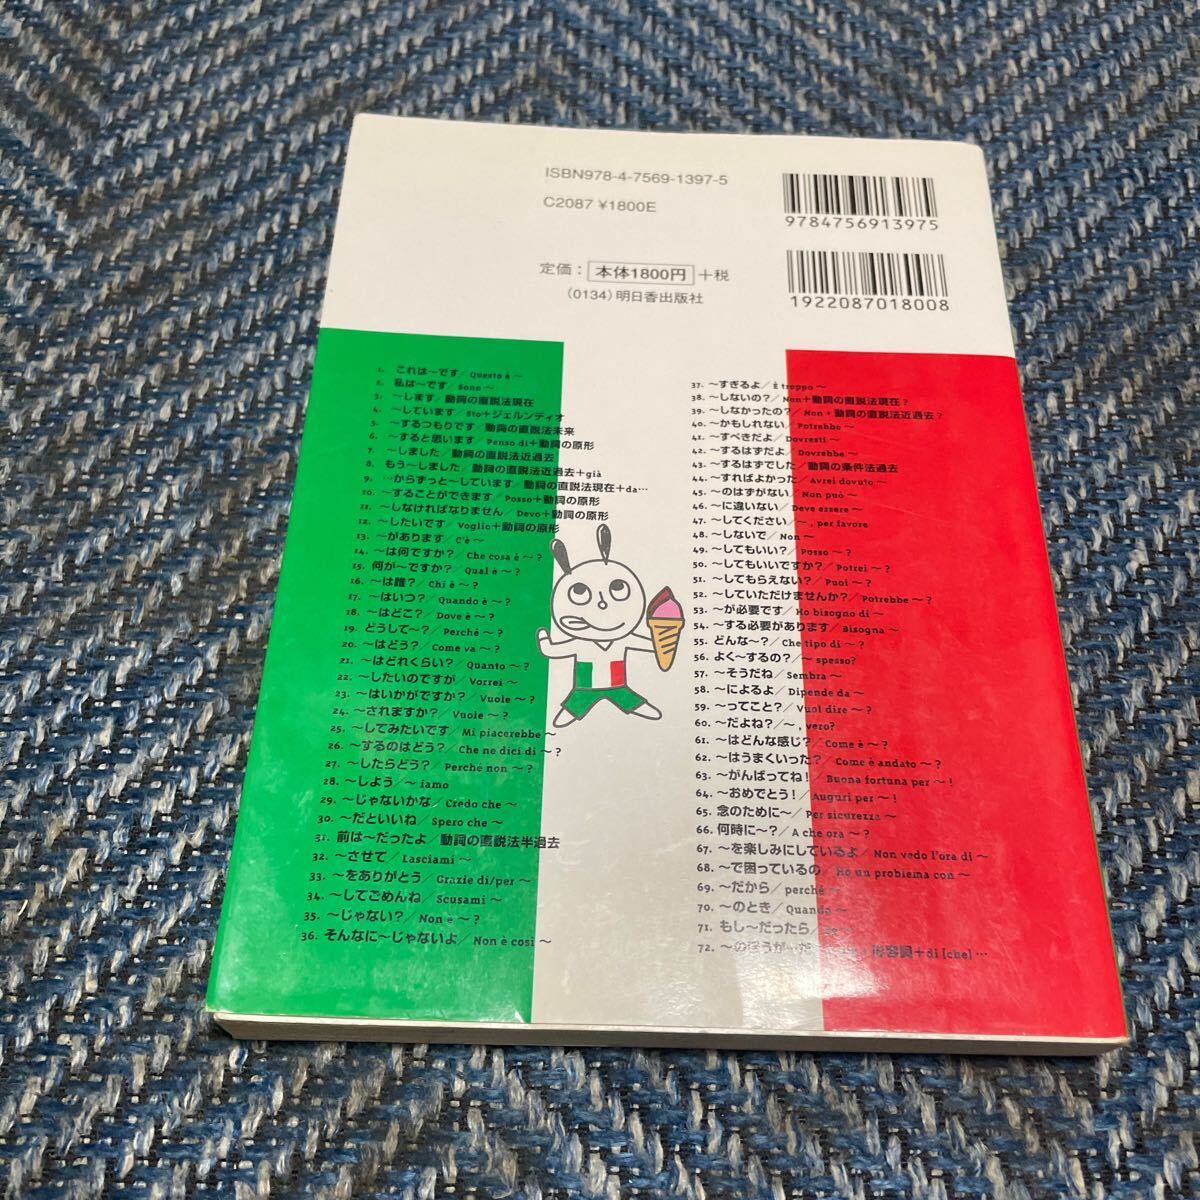 ISBN978-4-7569-1397-5
C2087 ¥1800E
9784756913975
定価： 本体1800円 +税
(0134) 明日香出版社
1922087018008
1. これは～です／Questo è ～
2. 私は～です／Sono ～
3. ～します／動詞の直説法現在
4. ～しています／Sto+ジェルンディオ
5. ～するつもりです／動詞の直説法未来
6. ～すると思います／Penso di+動詞の原形
7. ～しました／動詞の直説法近過去
8. もう～しました／動詞の直説法近過去+già
9. …からずっと～しています／動詞の直説法現在+da…
10. ～することができます／Posso+動詞の原形
11. ～しなければなりません／Devo+動詞の原形
12. ～したいです／Voglio+動詞の原形
13. ～があります／C'è ～
14. ～は何ですか？／Che cosa è ～？
15. 何が～ですか？／Qual è ～？
16. ～は誰？／Chi è ～？
17. ～はいつ？／Quando è ～？
18. ～はどこ？／Dove è ～？
19. どうして～？／Perché ～？
20. ～はどう？／Come va ～？
21. ～はどれくらい？／Quanto ～？
22. ～したいのですが／Vorrei ～
23. ～はいかがですか？／Vuole ～？
24. ～されますか？／Vuole ～？
25. ～してみたいです／Mi piacerebbe ～
26. ～するのはどう？／Che ne dici di ～？
27. ～したらどう？／Perché non ～？
28. ～しよう／～ iamo
29. ～じゃないかな／Credo che ～
30. ～だといいね／Spero che ～
31. 前は～だったよ／動詞の直説法半過去
32. ～させて／Lasciami ～
33. ～をありがとう／Grazie di/per ～
34. ～してごめんね／Scusami ～
35. ～じゃない？／Non è ～？
36. そんなに～じゃないよ／Non è così ～
37. ～すぎるよ／È troppo ～
38. ～しないの？／Non+動詞の直説法現在？
39. ～しなかったの？／Non+動詞の直説法近過去？
40. ～かもしれない／Potrebbe ～
41. ～すべきだよ／Dovresti ～
42. ～するはずだよ／Dovrebbe ～
43. ～するはずでした／動詞の条件法過去
44. ～すればよかった／Avrei dovuto ～
45. ～のはずがない／Non può ～
46. ～に違いない／Deve essere ～
47. ～してください／～, per favore
48. ～しないで／Non ～
49. ～してもいい？／Posso ～？
50. ～してもいいですか？／Potrei ～？
51. ～してもらえない？／Puoi ～？
52. ～していただけませんか？／Potrebbe ～？
53. ～が必要です／Ho bisogno di ～
54. ～する必要があります／Bisogna ～
55. どんな～？／Che tipo di ～？
56. よく～するの？／～ spesso?
57. ～そうだね／Sembra ～
58. ～によるよ／Dipende da ～
59. ～ってこと？／Vuol dire ～？
60. ～だよね？／～, vero?
61. ～はどんな感じ？／Come è ～？
62. ～はうまくいった？／Come è andato ～？
63. ～がんばってね！／Buona fortuna per ～！
64. ～おめでとう！／Auguri per ～！
65. 念のために～／Per sicurezza ～
66. 何時に～？／A che ora ～？
67. ～を楽しみにしているよ／Non vedo l'ora di ～
68. ～で困っているの／Ho un problema con ～
69. ～だから／perché ～
70. ～のとき／Quando ～
71. もし～だったら／
72. ～のほうが…だ／ 形容詞+di [che] …